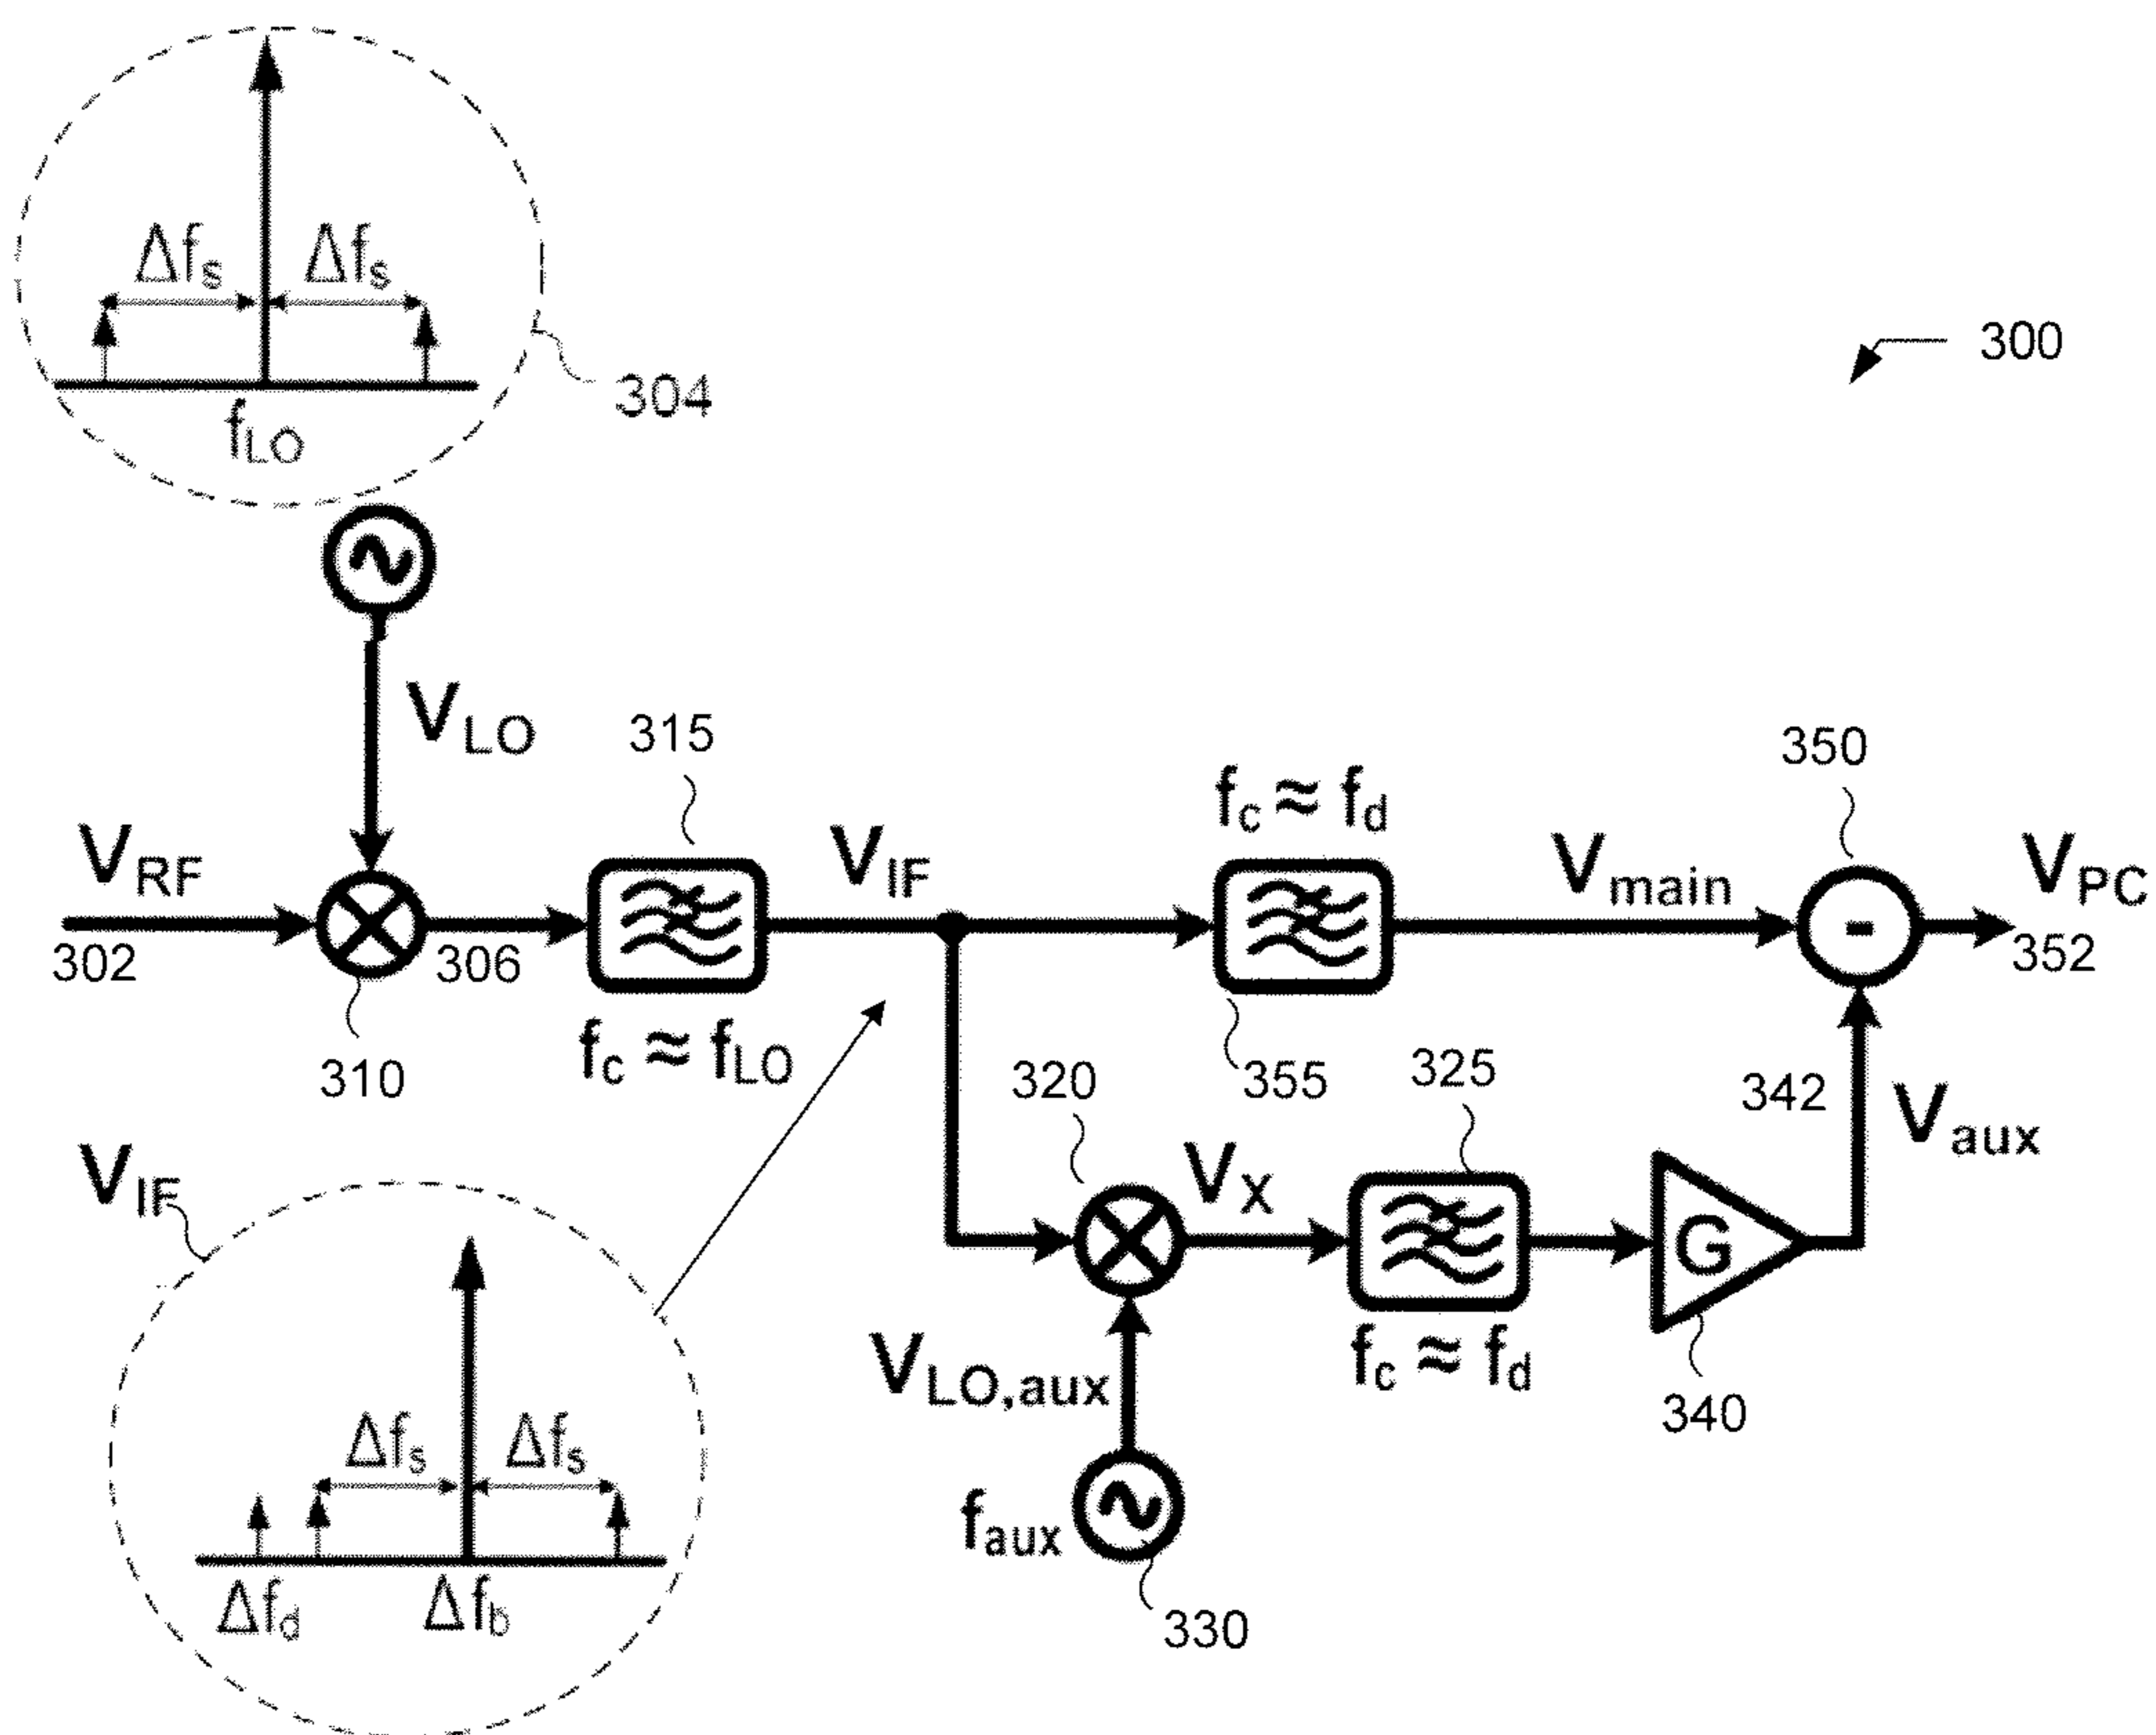 Δfs Δfs
fLO
304
300
VLO
315
350
fc ≈ fd
VRF
VIF
Vmain
VPC
302
306
352
310
fc ≈ fLO
320
355
325
342
Vaux
VIF
VX
G
VLO,aux
fc ≈ fd
340
Δfs Δfs
faux
Δfd
Δfb
330